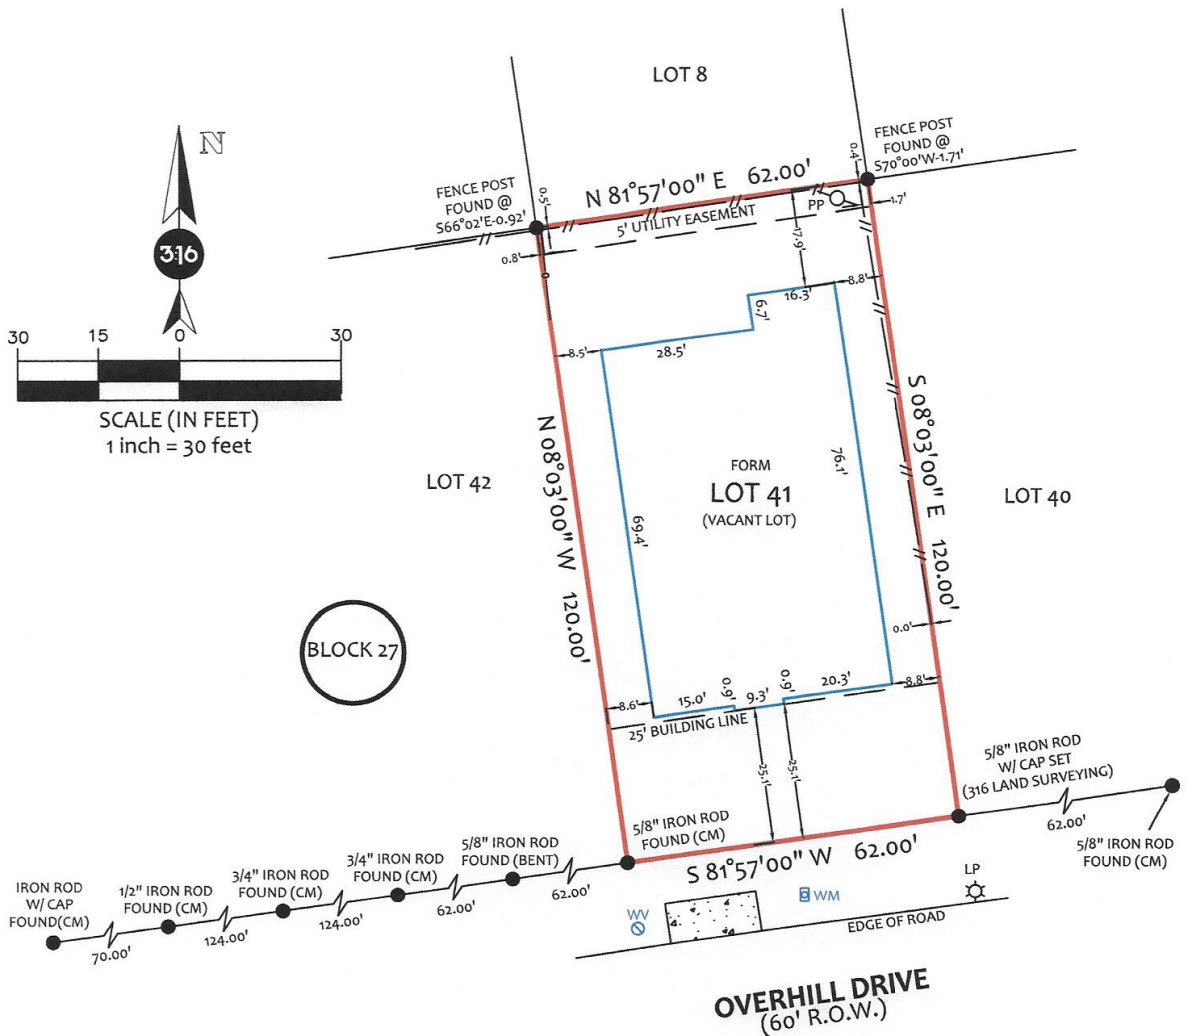 LOT 8
FENCE POST
FOUND @
S70°00'W-1.71'
0.4'
FENCE POST
FOUND @
S66°02'E-0.92'
0.5'
N 81°57'00" E 62.00'
PP
1.7'
5' UTILITY EASEMENT
0.8'
0
17.9'
8.8'
16.3'
6.7'
28.5'
8.5'
N
3:16
30 15 0 30
SCALE (IN FEET)
1 inch = 30 feet
N 08°03'00" W 120.00'
S 08°03'00" E 120.00'
LOT 42
FORM
LOT 41
(VACANT LOT)
LOT 40
76.1'
69.4'
BLOCK 27
0.0'
8.6'
15.0'
0.9'
9.3'
0.9'
20.3'
8.8'
25' BUILDING LINE
25.1'
25.1'
5/8" IRON ROD
W/ CAP SET
(316 LAND SURVEYING)
62.00'
5/8" IRON ROD
FOUND (CM)
5/8" IRON ROD
FOUND (CM)
S 81°57'00" W 62.00'
IRON ROD
W/ CAP
FOUND(CM)
70.00'
1/2" IRON ROD
FOUND (CM)
124.00'
3/4" IRON ROD
FOUND (CM)
124.00'
3/4" IRON ROD
FOUND (CM)
62.00'
5/8" IRON ROD
FOUND (BENT)
62.00'
WV
WM
LP
EDGE OF ROAD
OVERHILL DRIVE
(60' R.O.W.)